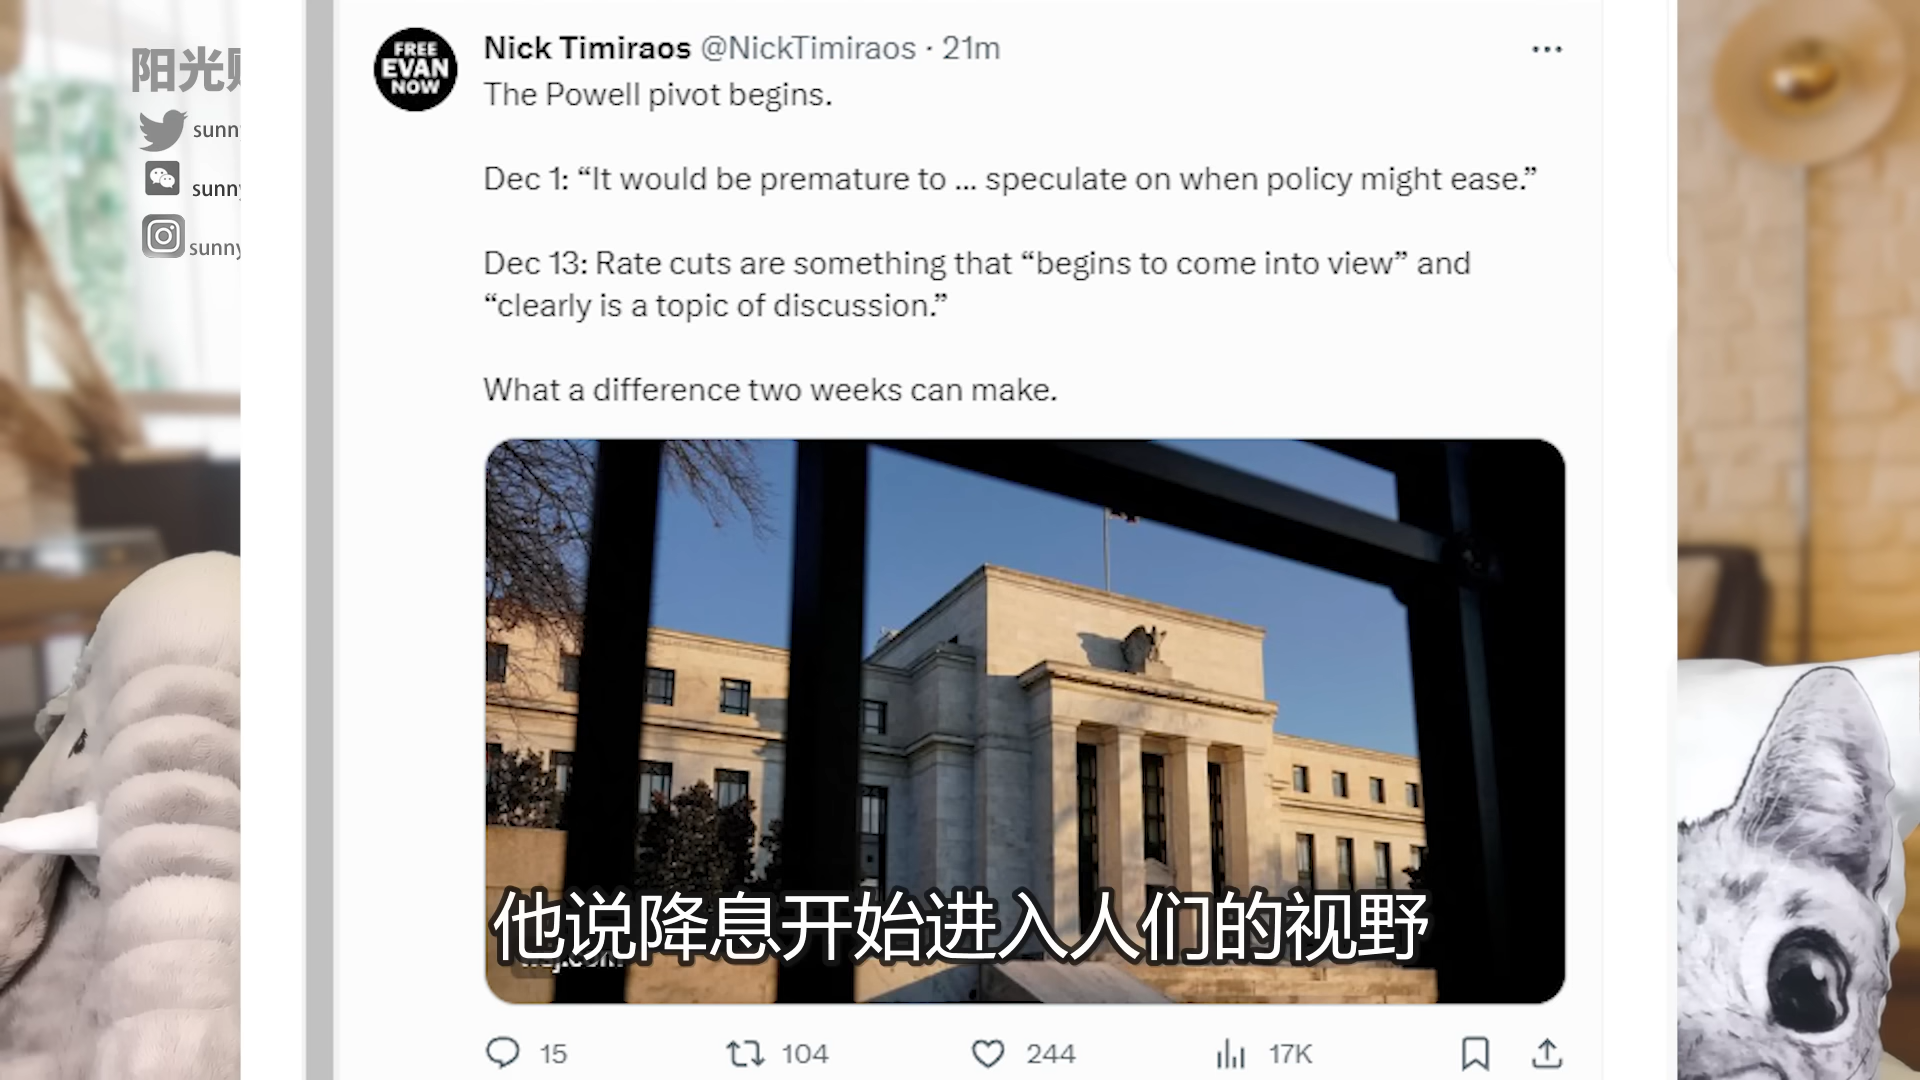 阳光
sunn
sunny
sunny
FREE
EVAN
NOW
Nick Timiraos @NickTimiraos · 21m
The Powell pivot begins.
Dec 1: “It would be premature to ... speculate on when policy might ease.”
Dec 13: Rate cuts are something that “begins to come into view” and
“clearly is a topic of discussion.”
What a difference two weeks can make.
他说降息开始进入人们的视野
15
104
244
17K